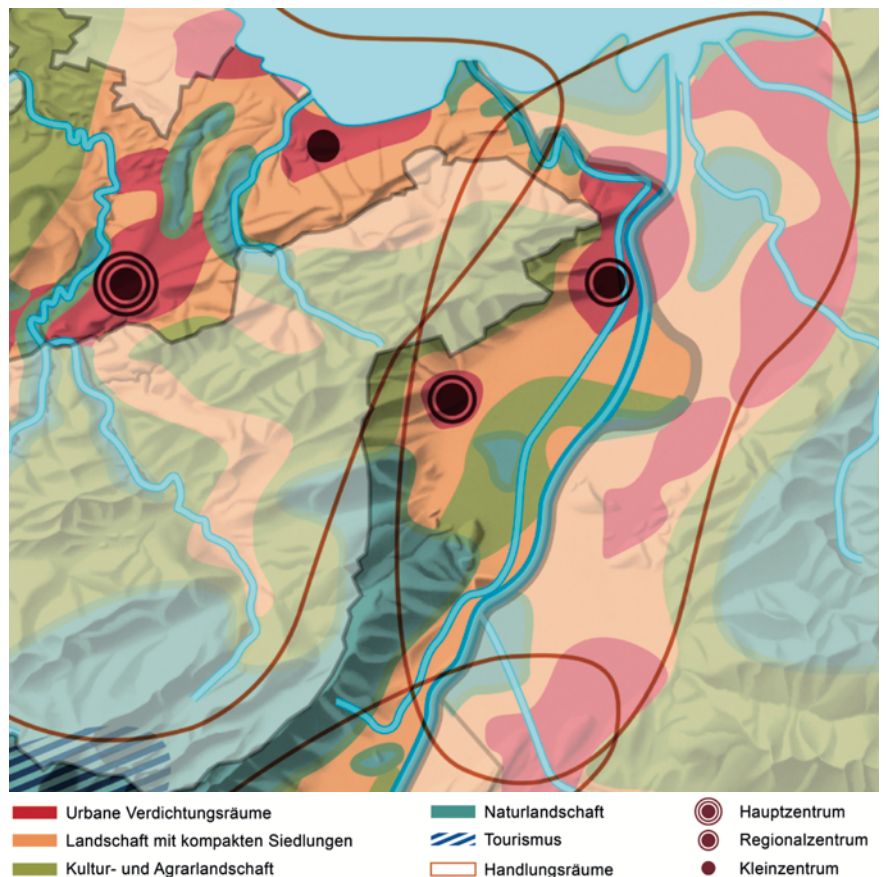 Urbane Verdichtungsräume
Landschaft mit kompakten Siedlungen
Kultur- und Agrarlandschaft
Naturlandschaft
Tourismus
Handlungsräume
Hauptzentrum
Regionalzentrum
Kleinzentrum